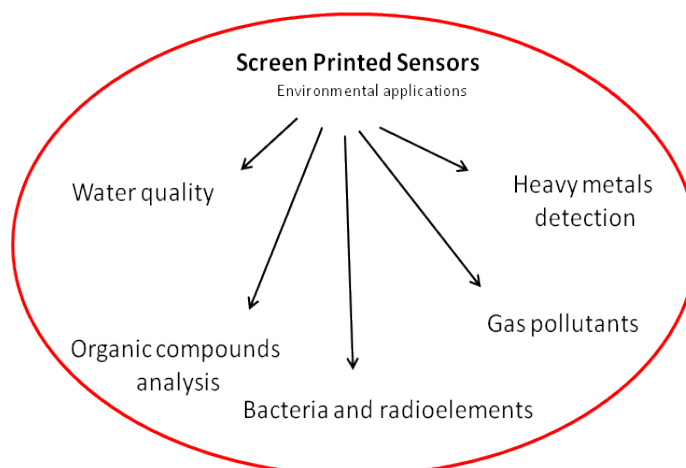 Screen Printed Sensors
Environmental applications
Water quality
Heavy metals
detection
Organic compounds
analysis
Gas pollutants
Bacteria and radioelements